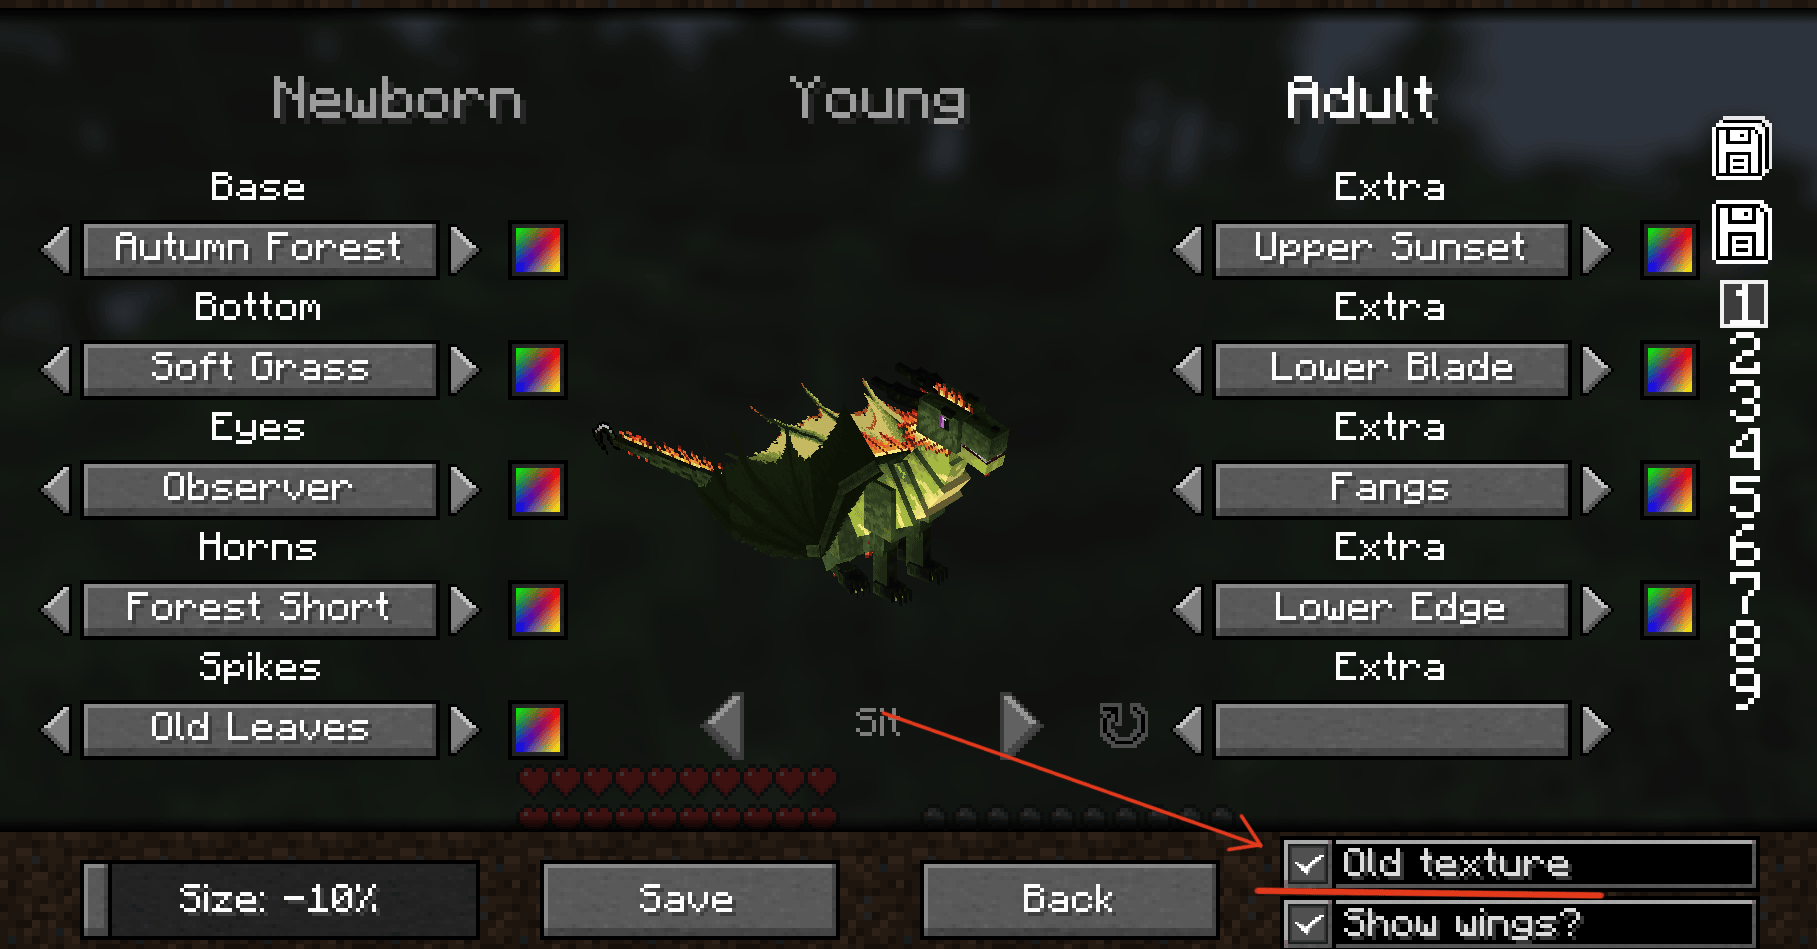 Newborn Young Adult
Base
Autumn Forest
Bottom
Soft Grass
Eyes
Observer
Horns
Forest Short
Spikes
Old Leaves
Sit
Extra
Upper Sunset
Extra
Lower Blade
Extra
Fangs
Extra
Lower Edge
Extra
1
2
3
4
5
6
7
8
9
Size: -10%
Save
Back
Old texture
Show wings?